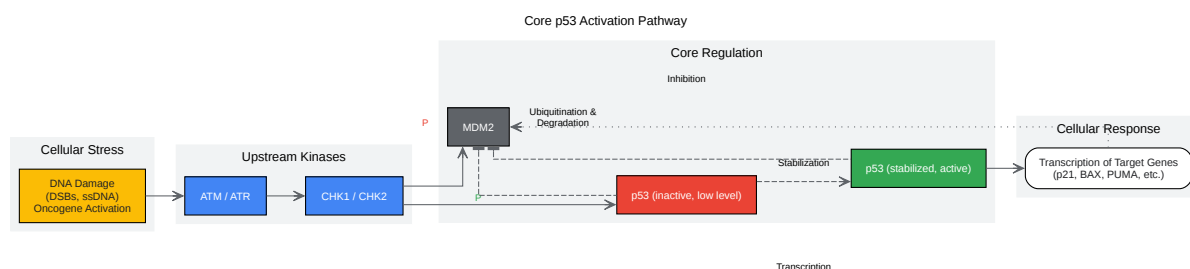 Core p53 Activation Pathway
Core Regulation
Inhibition
Ubiquitination &
Degradation
P
MDM2
Cellular Stress
DNA Damage
(DSBs, ssDNA)
Oncogene Activation
Upstream Kinases
ATM / ATR
CHK1 / CHK2
P
p53 (inactive, low level)
Stabilization
p53 (stabilized, active)
Cellular Response
Transcription of Target Genes
(p21, BAX, PUMA, etc.)
Transcription